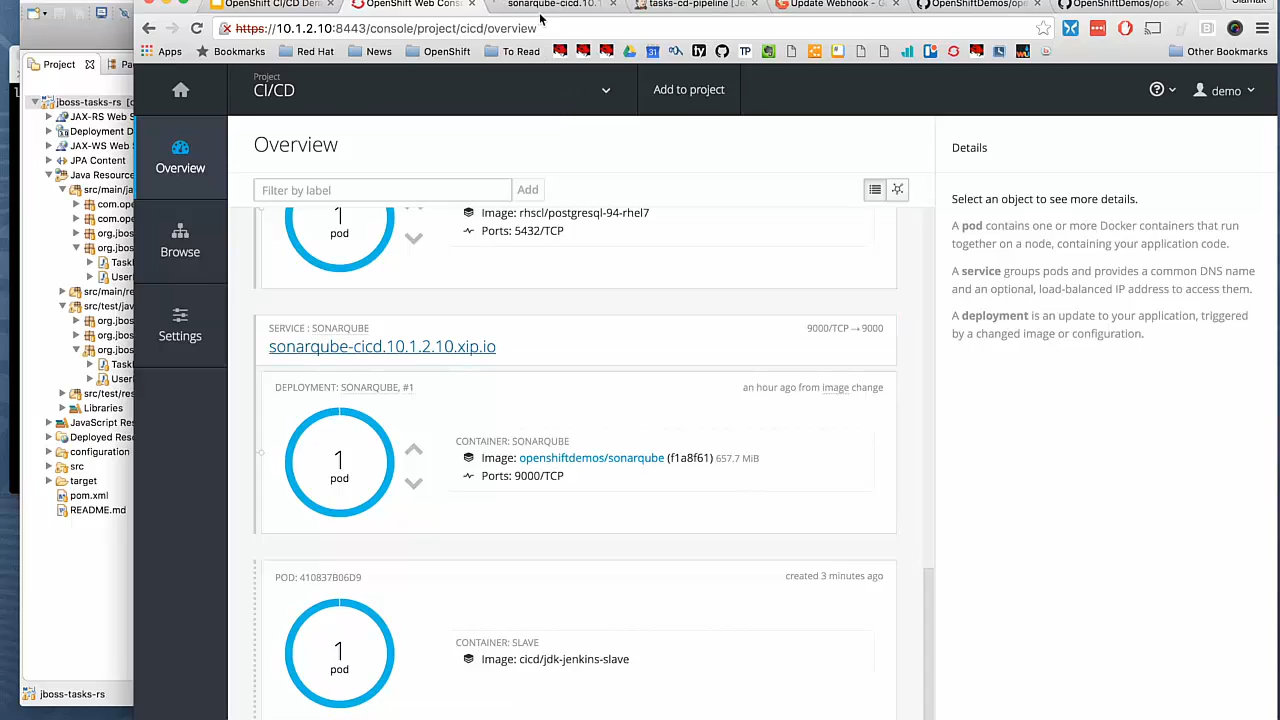 OpenShift CI/CD Dem
OpenShift Web Cons
sonarqube-cicd.10.1
tasks-cd-pipeline [Je
Update Webhook - G
OpenShiftDemos/ope
OpenShiftDemos/op
Siamak
https://10.1.2.10:8443/console/project/cicd/overview
Apps
Bookmarks
Red Hat
News
OpenShift
To Read
Other Bookmarks
Project
Pa
jboss-tasks-rs
JAX-RS Web S
Deployment D
JAX-WS Web S
JPA Content
Java Resource
src/main/ja
com.ope
com.ope
org.jbo
org.jbos
Task
User
src/main/re
src/test/jav
org.jbos
org.jbos
org.jbos
Task
User
src/test/res
Libraries
JavaScript Res
Deployed Reso
configuration
src
target
pom.xml
README.md
jboss-tasks-rs
Project
CI/CD
Add to project
demo
Overview
Browse
Settings
Overview
Filter by label
Add
1
pod
Image: rhscl/postgresql-94-rhel7
Ports: 5432/TCP
SERVICE : SONARQUBE
9000/TCP → 9000
sonarqube-cicd.10.1.2.10.xip.io
DEPLOYMENT: SONARQUBE, #1
an hour ago from image change
1
pod
CONTAINER: SONARQUBE
Image: openshiftdemos/sonarqube (f1a8f61) 657.7 MiB
Ports: 9000/TCP
POD: 410837B06D9
created 3 minutes ago
1
pod
CONTAINER: SLAVE
Image: cicd/jdk-jenkins-slave
Details
Select an object to see more details.
A pod contains one or more Docker containers that run
together on a node, containing your application code.
A service groups pods and provides a common DNS name
and an optional, load-balanced IP address to access them.
A deployment is an update to your application, triggered
by a changed image or configuration.